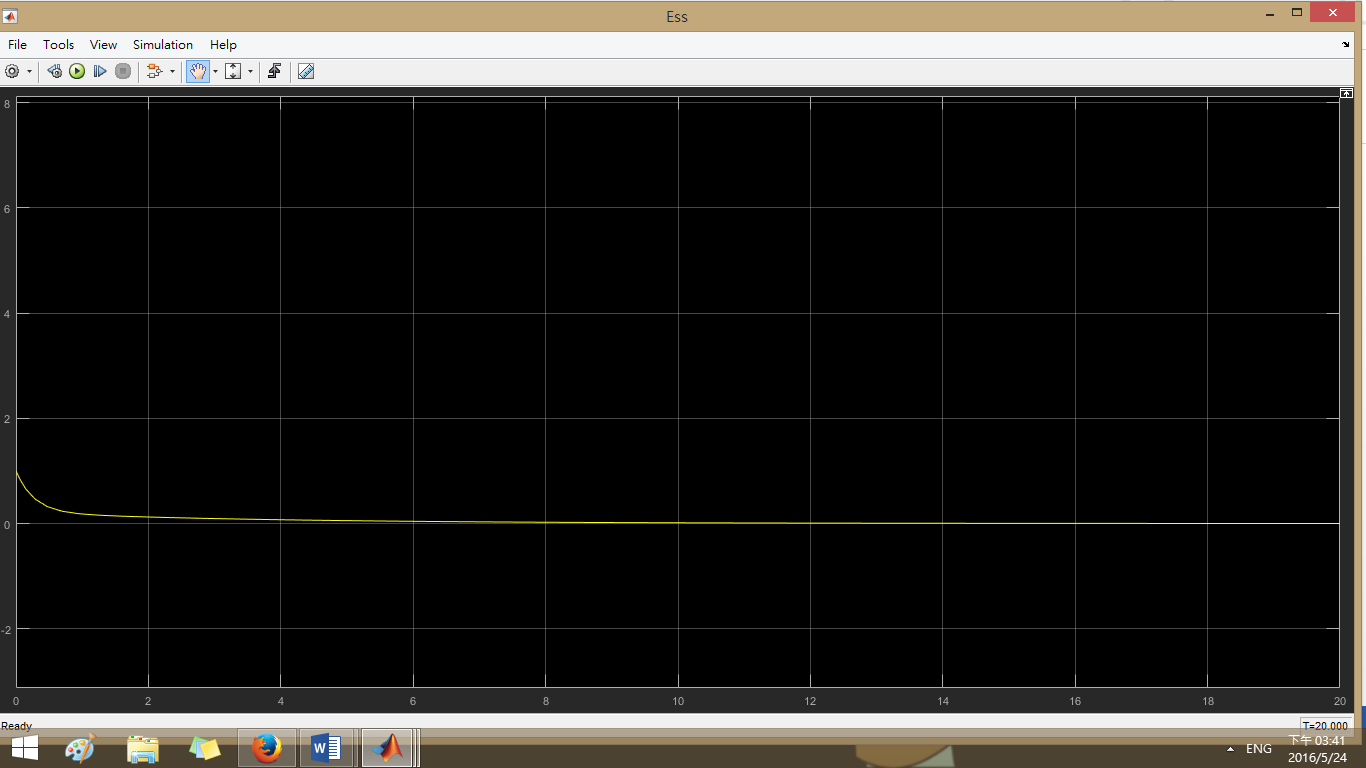 Ess
File Tools View Simulation Help
8
6
4
2
0
-2
0 2 4 6 8 10 12 14 16 18 20
Ready
T=20.000
ENG
下午 03:41
2016/5/24